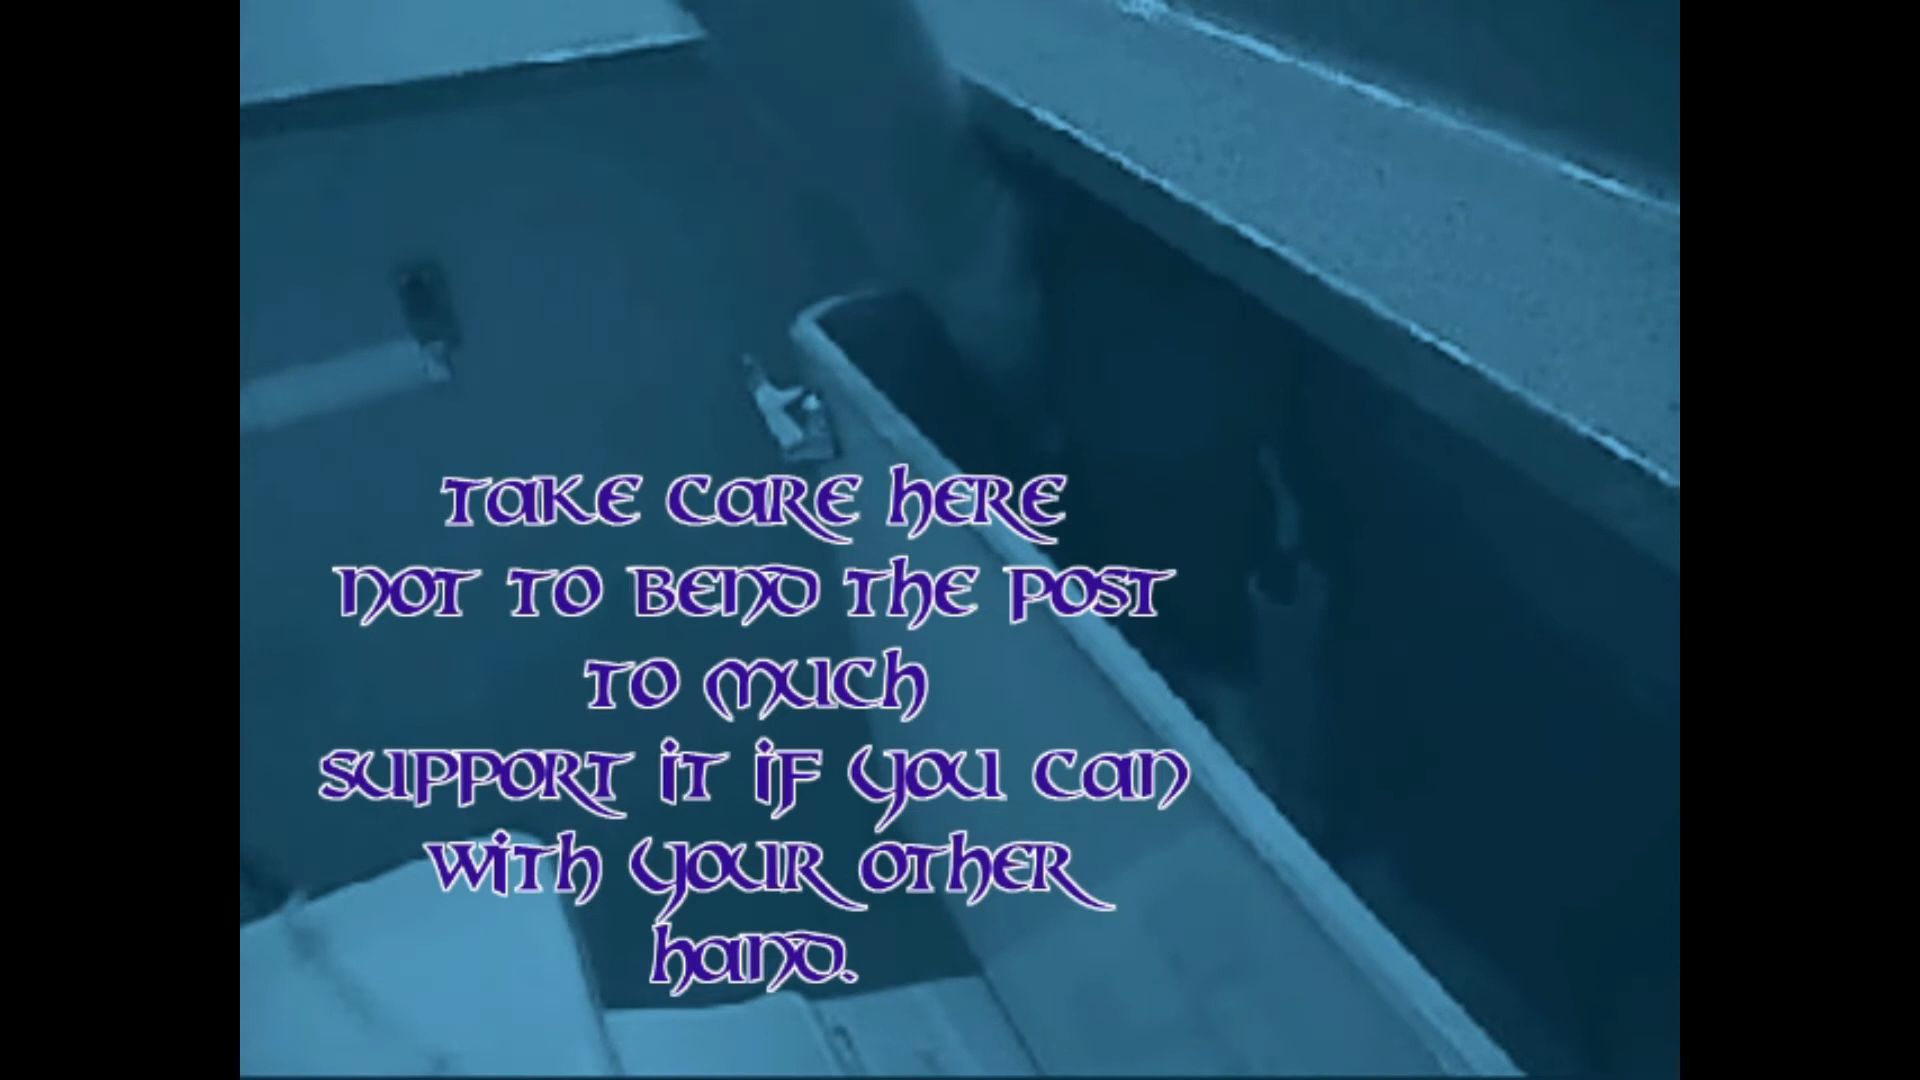 Take care here
not to bend the post
to much
support it if you can
with your other
hand.